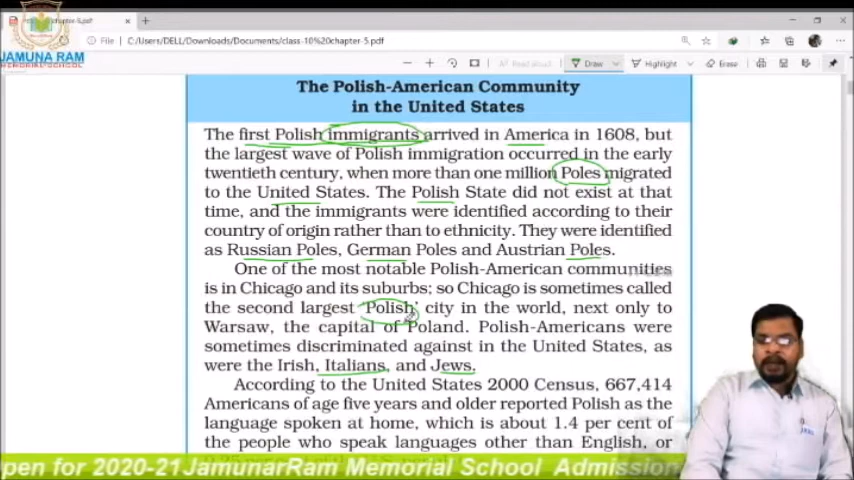 class-10%20chapter-5.pdf
File
C:/Users/DELL/Downloads/Documents/class-10%20chapter-5.pdf
Read aloud
Draw
Highlight
Erase
JAMUNA RAM
MEMORIAL SCHOOL
The Polish-American Community
in the United States
The first Polish immigrants arrived in America in 1608, but
the largest wave of Polish immigration occurred in the early
twentieth century, when more than one million Poles migrated
to the United States. The Polish State did not exist at that
time, and the immigrants were identified according to their
country of origin rather than to ethnicity. They were identified
as Russian Poles, German Poles and Austrian Poles.
One of the most notable Polish-American communities
is in Chicago and its suburbs; so Chicago is sometimes called
the second largest 'Polish' city in the world, next only to
Warsaw, the capital of Poland. Polish-Americans were
sometimes discriminated against in the United States, as
were the Irish, Italians, and Jews.
According to the United States 2000 Census, 667,414
Americans of age five years and older reported Polish as the
language spoken at home, which is about 1.4 per cent of
the people who speak languages other than English, or
pen for 2020-21JamunarRam Memorial School Admission